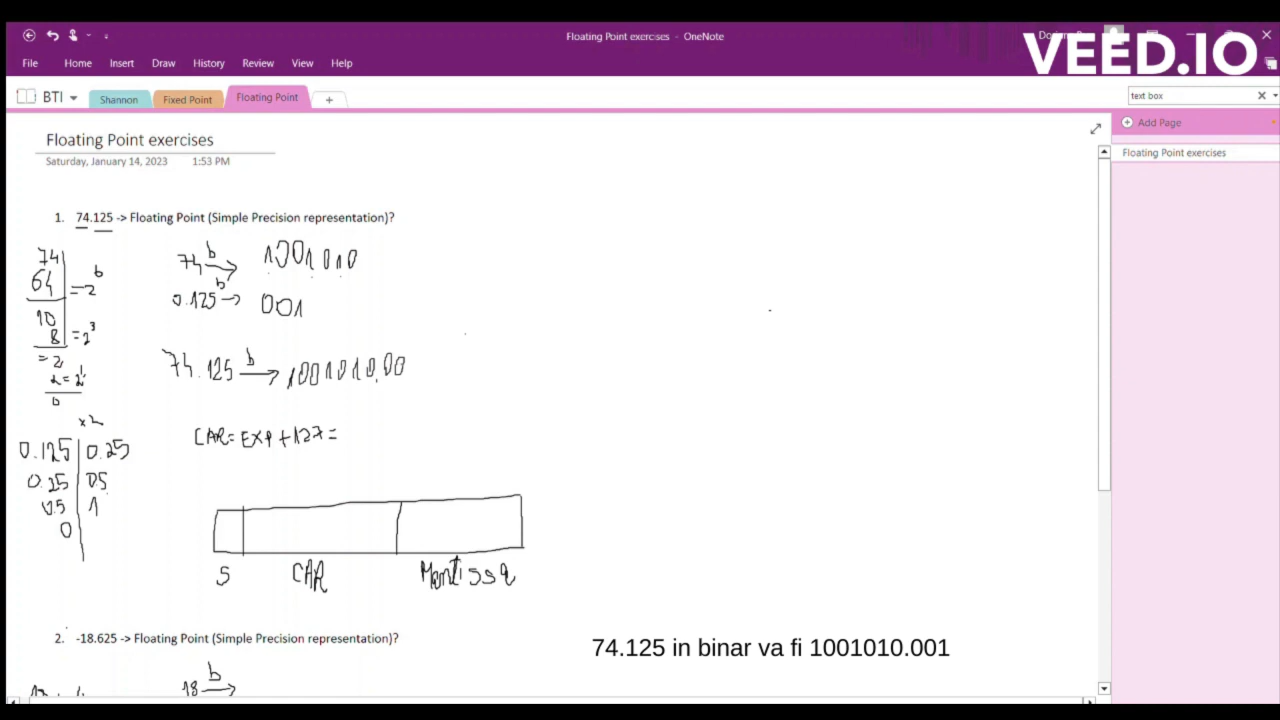 Floating Point exercises - OneNote
VEED.IO
File Home Insert Draw History Review View Help
BTI Shannon Fixed Point Floating Point +
text box
Add Page
Floating Point exercises
Floating Point exercises
Saturday, January 14, 2023 1:53 PM
1. 74.125 -> Floating Point (Simple Precision representation)?
74
64 = 2^6
10
8 = 2^3
= 2
2 = 2^1
0
74 b→ 1001010
0.125 b→ 001
74.125 b→ 1001010.00
x2
0.125 | 0.25
0.25 | 0.5
0.5 | 1
0
CAR = EXP + 127 =
S CAR Mantissa
2. -18.625 -> Floating Point (Simple Precision representation)?
18 b→
74.125 in binar va fi 1001010.001